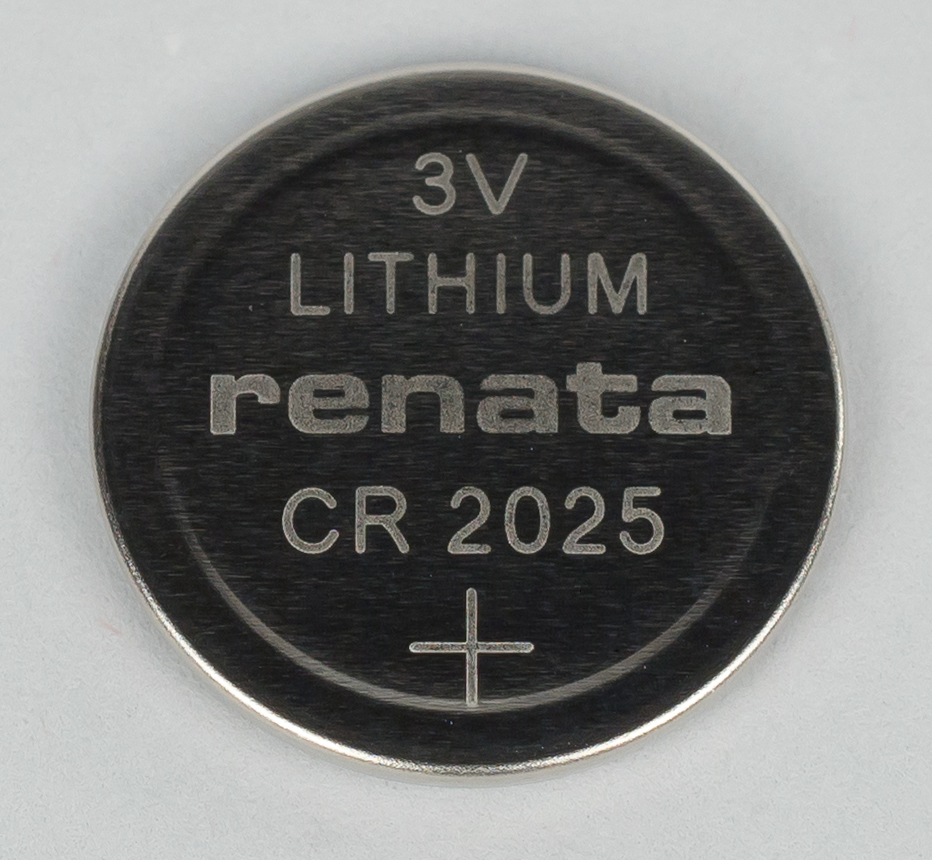 3V
LITHIUM
renata
CR 2025
+